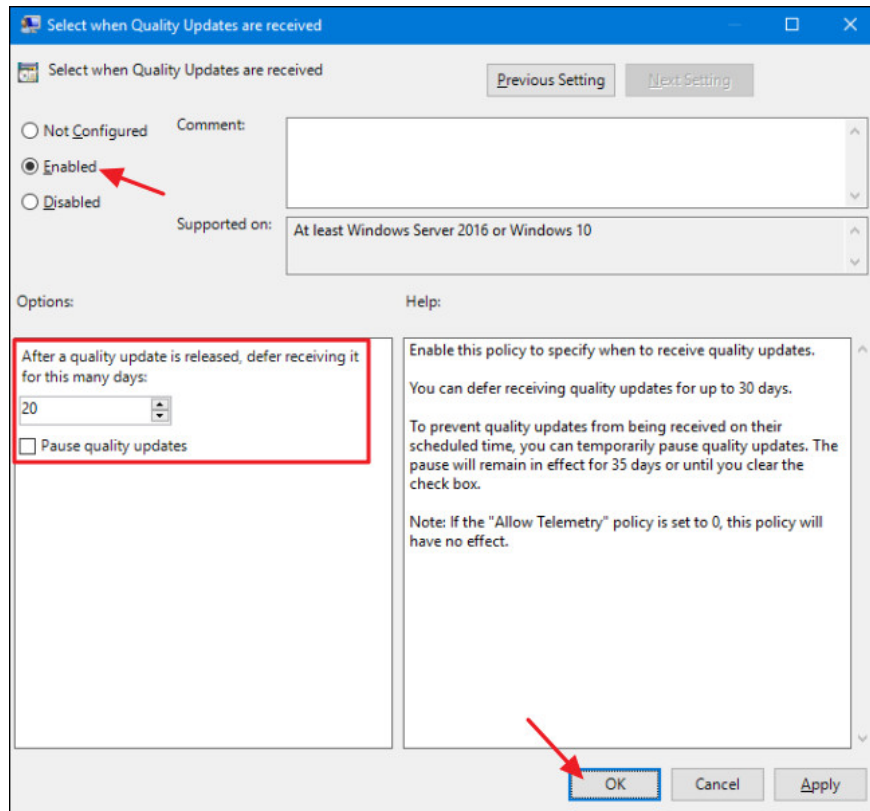 Select when Quality Updates are received
Select when Quality Updates are received
Previous Setting
Next Setting
Not Configured
Comment:
Enabled
Disabled
Supported on:
At least Windows Server 2016 or Windows 10
Options:
Help:
After a quality update is released, defer receiving it
for this many days:
20
Pause quality updates
Enable this policy to specify when to receive quality updates.
You can defer receiving quality updates for up to 30 days.
To prevent quality updates from being received on their
scheduled time, you can temporarily pause quality updates. The
pause will remain in effect for 35 days or until you clear the
check box.
Note: If the "Allow Telemetry" policy is set to 0, this policy will
have no effect.
OK
Cancel
Apply